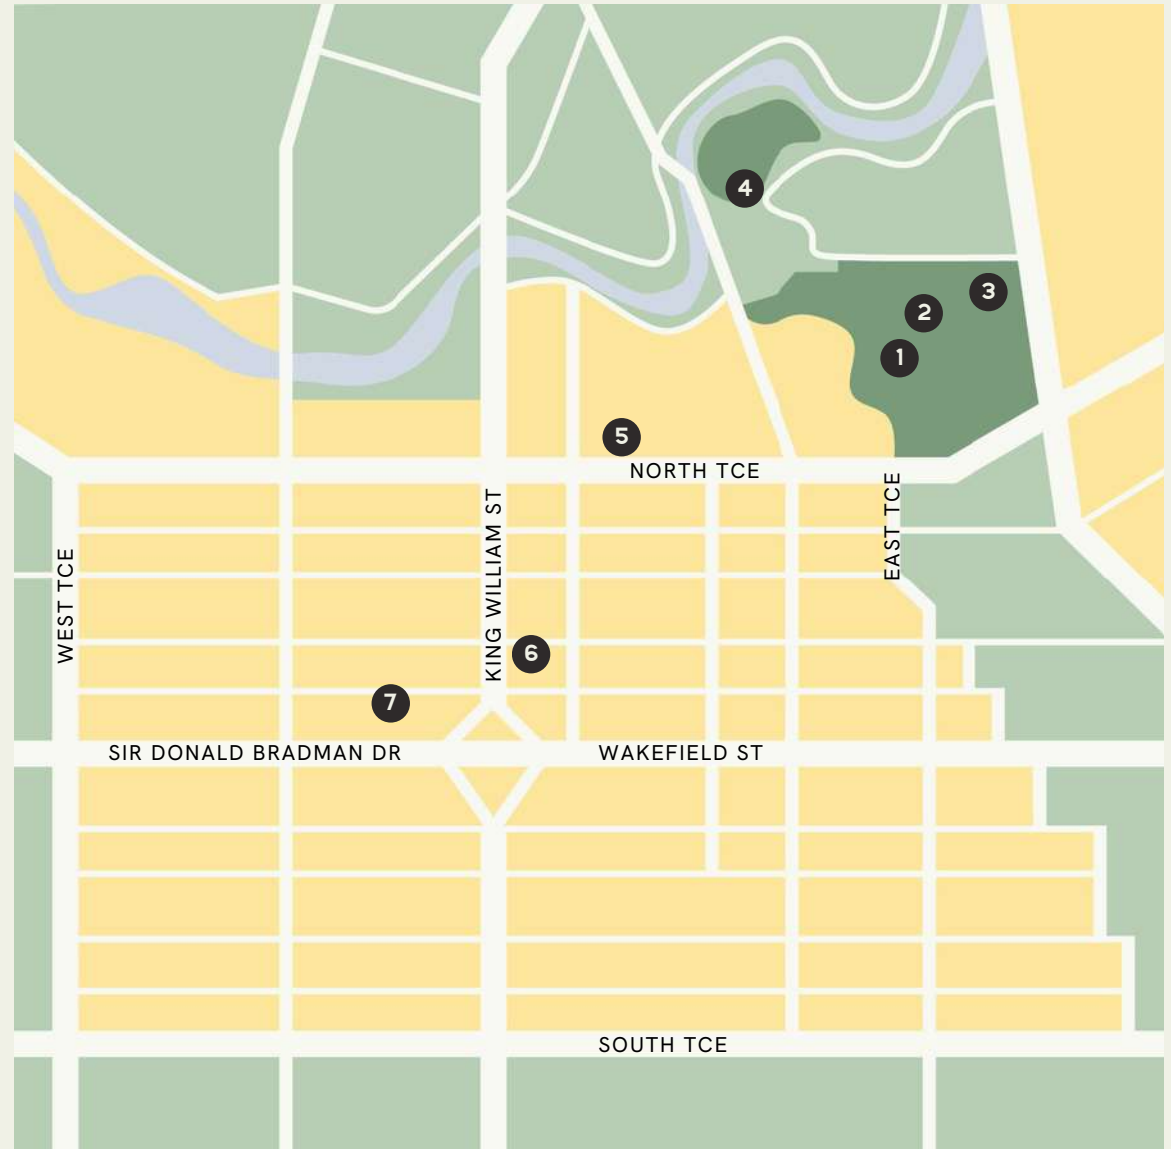 4
3
2
1
5
NORTH TCE
EAST TCE
KING WILLIAM ST
WEST TCE
6
7
SIR DONALD BRADMAN DR
WAKEFIELD ST
SOUTH TCE